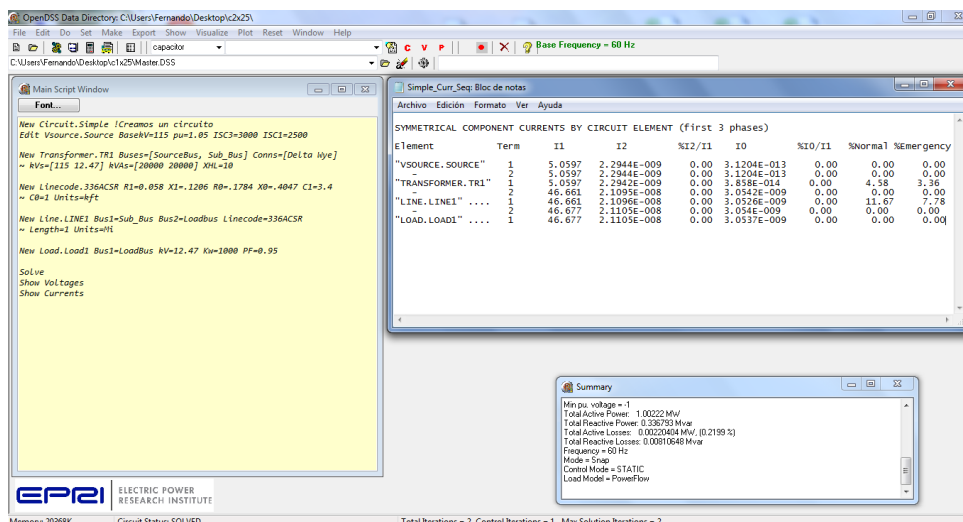 OpenDSS Data Directory: C:\Users\Fernando\Desktop\c2x25\
File Edit Do Set Make Export Show Visualize Plot Reset Window Help
capacitor
C V P
Base Frequency = 60 Hz
C:\Users\Fernando\Desktop\c1x25\Master.DSS
Main Script Window
Font...
New Circuit.Simple !Creamos un circuito
Edit Vsource.Source BasekV=115 pu=1.05 ISC3=3000 ISC1=2500
New Transformer.TR1 Buses=[SourceBus, Sub_Bus] Conns=[Delta Wye]
~ kVs=[115 12.47] kVAs=[20000 20000] XHL=10
New Linecode.336ACSR R1=0.058 X1=.1206 R0=.1784 X0=.4047 C1=3.4
~ C0=1 Units=kft
New Line.LINE1 Bus1=Sub_Bus Bus2=Loadbus Linecode=336ACSR
~ Length=1 Units=Mi
New Load.Load1 Bus1=LoadBus kV=12.47 Kw=1000 PF=0.95
Solve
Show Voltages
Show Currents
Simple_Curr_Seq: Bloc de notas
Archivo Edición Formato Ver Ayuda
SYMMETRICAL COMPONENT CURRENTS BY CIRCUIT ELEMENT (first 3 phases)
Element Term I1 I2 %I2/I1 I0 %I0/I1 %Normal %Emergency
"VSOURCE.SOURCE" 1 5.0597 2.2944E-009 0.00 3.1204E-013 0.00 0.00 0.00
- 2 5.0597 2.2944E-009 0.00 3.1204E-013 0.00 0.00 0.00
"TRANSFORMER.TR1" 1 5.0597 2.2942E-009 0.00 3.858E-014 0.00 4.58 3.36
- 2 46.661 2.1095E-008 0.00 3.0542E-009 0.00 0.00 0.00
"LINE.LINE1" .... 1 46.661 2.1096E-008 0.00 3.0526E-009 0.00 11.67 7.78
- 2 46.677 2.1105E-008 0.00 3.054E-009 0.00 0.00 0.00
"LOAD.LOAD1" .... 1 46.677 2.1105E-008 0.00 3.0537E-009 0.00 0.00 0.00
Summary
Min pu. voltage = -1
Total Active Power: 1.00222 MW
Total Reactive Power: 0.336793 Mvar
Total Active Losses: 0.00220404 MW, (0.2199 %)
Total Reactive Losses: 0.00810648 Mvar
Frequency = 60 Hz
Mode = Snap
Control Mode = STATIC
Load Model = PowerFlow
EPRI
ELECTRIC POWER
RESEARCH INSTITUTE
Memory: 20368K Circuit Status: SOLVED Total Iterations = 2, Control Iterations = 1, Max Solution Iterations = 2